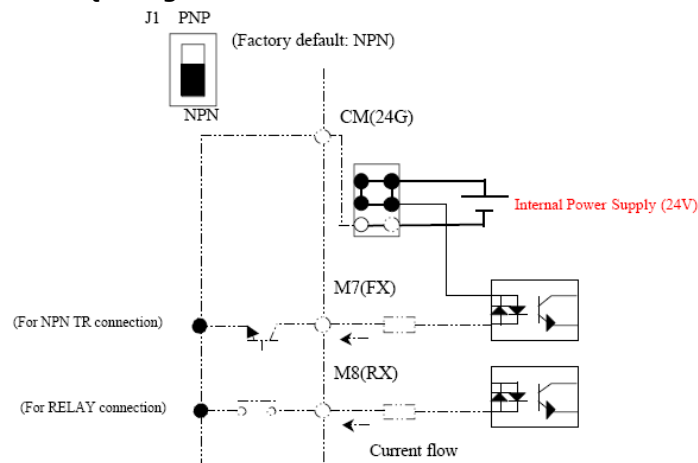 J1 PNP
(Factory default: NPN)
NPN
CM(24G)
Internal Power Supply (24V)
M7(FX)
(For NPN TR connection)
M8(RX)
(For RELAY connection)
Current flow